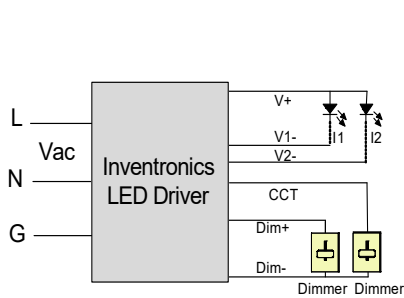 V+
L
V1-
I1
I2
Vac
V2-
Inventronics
LED Driver
N
CCT
Dim+
G
Dim-
Dimmer Dimmer